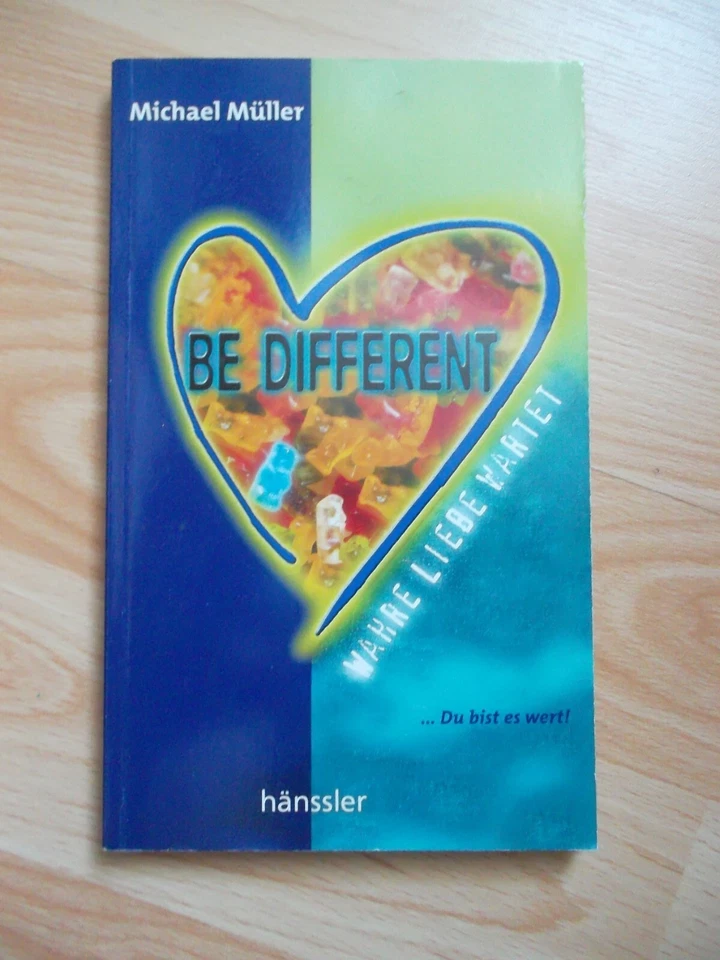 Michael Müller
BE DIFFERENT
WAHRE LIEBE WARTET
... Du bist es wert!
hänssler